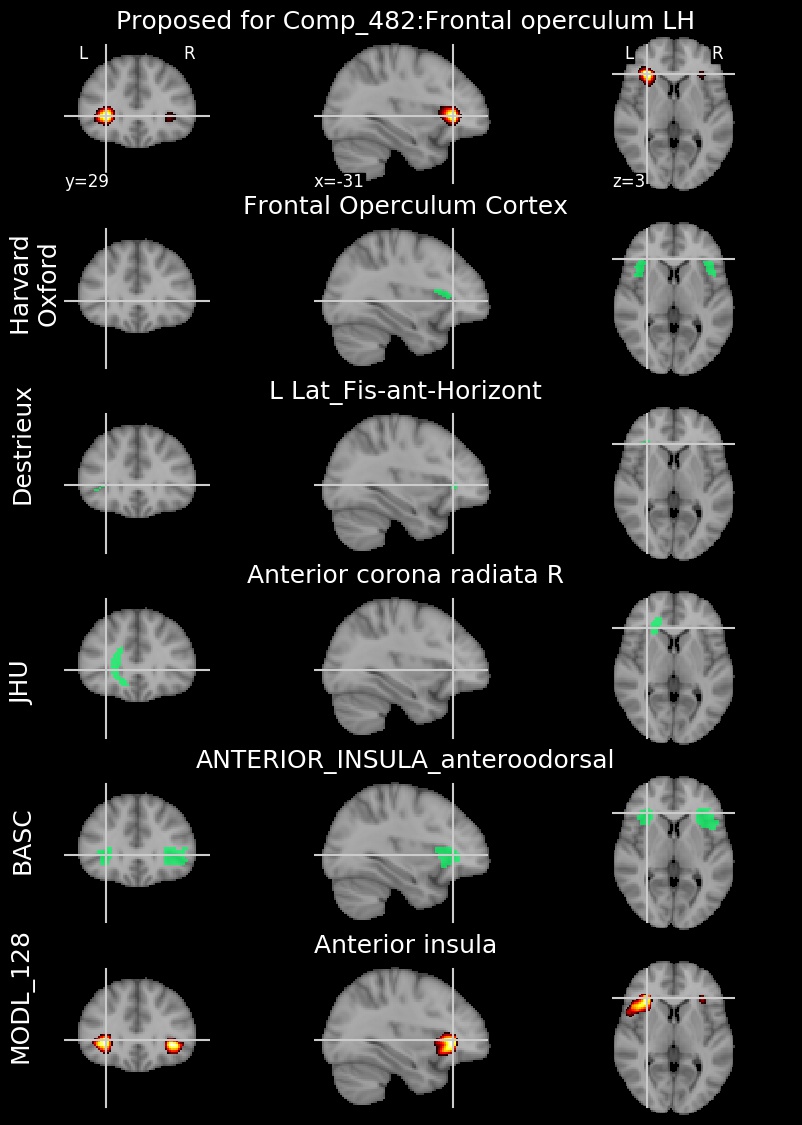 Proposed for Comp_482:Frontal operculum LH
L R L R
y=29 x=-31 z=3
Frontal Operculum Cortex
Harvard
Oxford
L Lat_Fis-ant-Horizont
Destrieux
Anterior corona radiata R
JHU
ANTERIOR_INSULA_anteroodorsal
BASC
Anterior insula
MODL_128